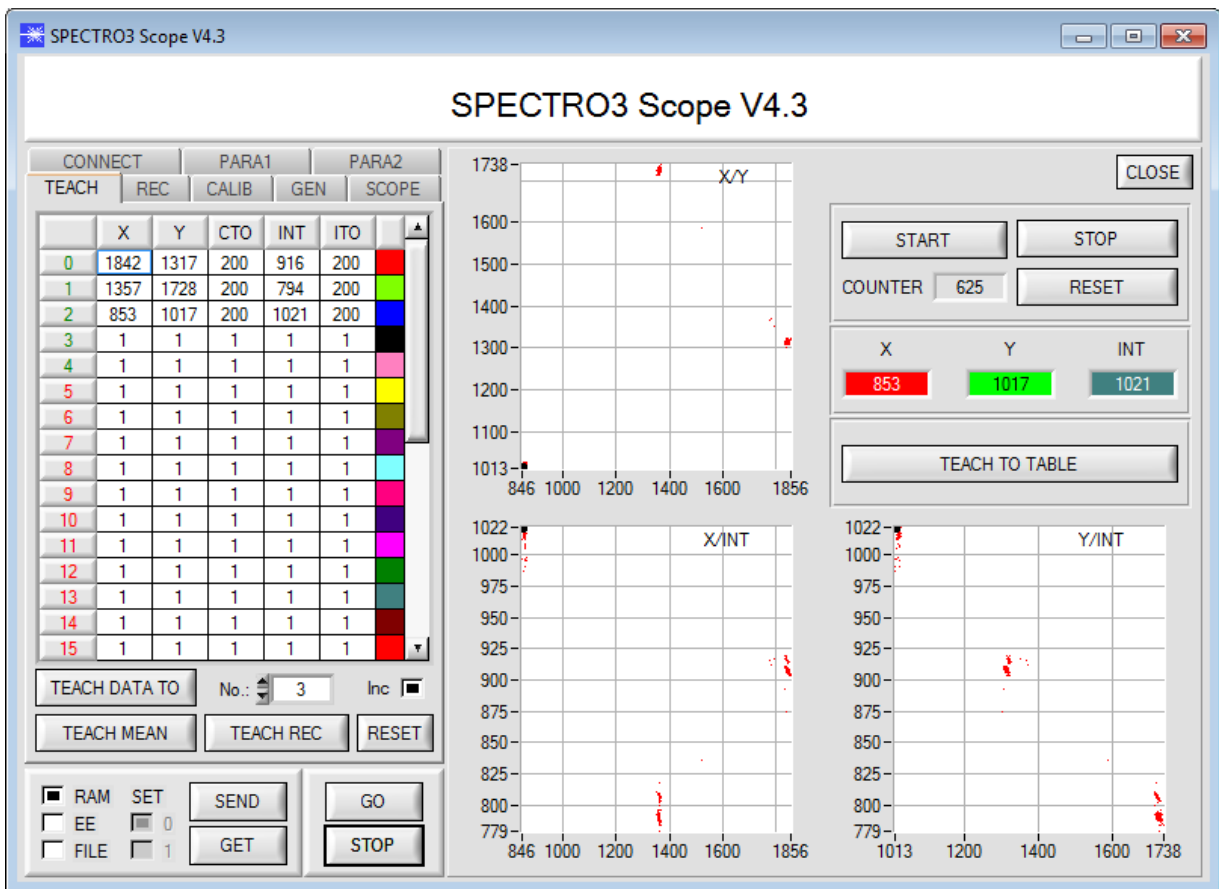 SPECTRO3 Scope V4.3
SPECTRO3 Scope V4.3
CONNECT PARA1 PARA2
TEACH REC CALIB GEN SCOPE
X Y CTO INT ITO
0 1842 1317 200 916 200
1 1357 1728 200 794 200
2 853 1017 200 1021 200
3 1 1 1 1 1
4 1 1 1 1 1
5 1 1 1 1 1
6 1 1 1 1 1
7 1 1 1 1 1
8 1 1 1 1 1
9 1 1 1 1 1
10 1 1 1 1 1
11 1 1 1 1 1
12 1 1 1 1 1
13 1 1 1 1 1
14 1 1 1 1 1
15 1 1 1 1 1
TEACH DATA TO No.: 3 Inc
TEACH MEAN TEACH REC RESET
RAM SET SEND GO
EE 0
FILE 1 GET STOP
X/Y
1738
1600
1500
1400
1300
1200
1100
1013
846 1000 1200 1400 1600 1856
CLOSE
START STOP
COUNTER 625 RESET
X Y INT
853 1017 1021
TEACH TO TABLE
X/INT
1022
1000
975
950
925
900
875
850
825
800
779
846 1000 1200 1400 1600 1856
Y/INT
1022
1000
975
950
925
900
875
850
825
800
779
1013 1200 1400 1600 1738